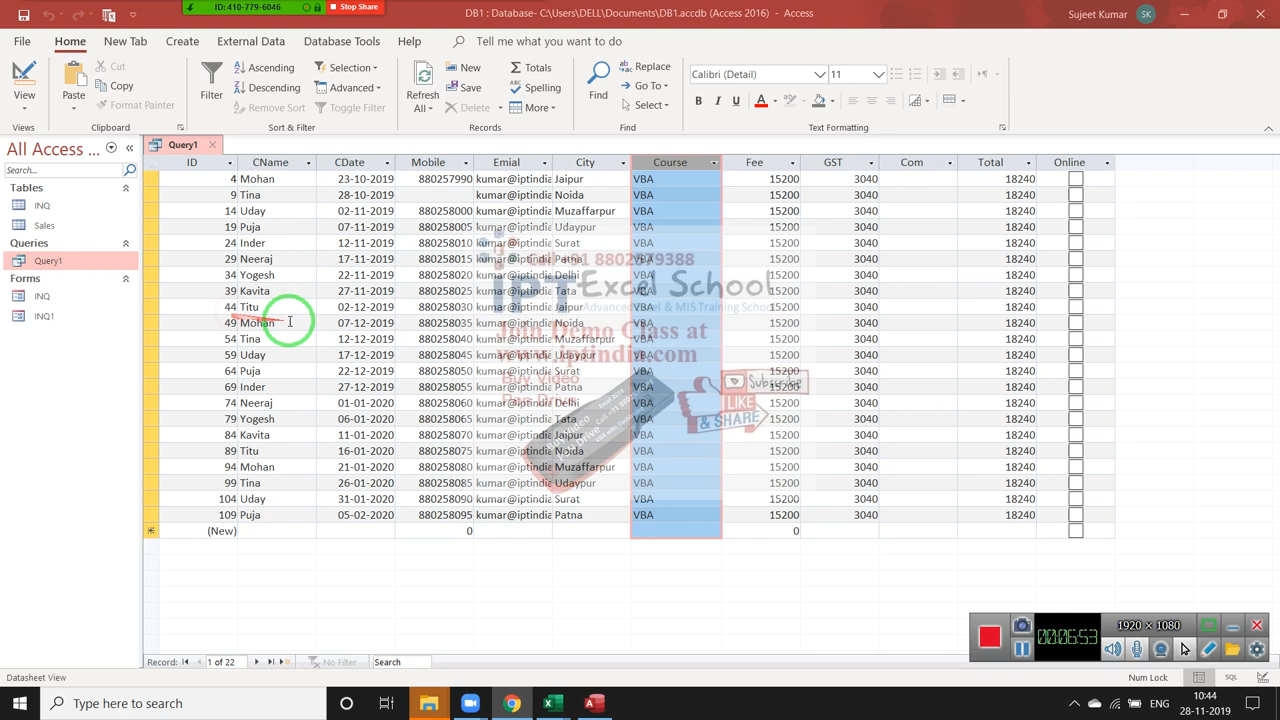 ID: 410-779-6046 Stop Share
DB1 : Database- C:\Users\DELL\Documents\DB1.accdb (Access 2016) - Access
Sujeet Kumar SK
File Home New Tab Create External Data Database Tools Help Tell me what you want to do
View
Views
Paste
Cut
Copy
Format Painter
Clipboard
Filter
Ascending
Descending
Remove Sort
Selection
Advanced
Toggle Filter
Sort & Filter
Refresh All
New
Save
Delete
Totals
Spelling
More
Records
Find
Replace
Go To
Select
Find
Calibri (Detail) 11
B I U A
Text Formatting
All Access ...
Search...
Tables
INQ
Sales
Queries
Query1
Forms
INQ
INQ1
Query1
ID CName CDate Mobile Emial City Course Fee GST Com Total Online
4 Mohan 23-10-2019 880257990 kumar@iptindia Jaipur VBA 15200 3040 18240
9 Tina 28-10-2019 kumar@iptindia Noida VBA 15200 3040 18240
14 Uday 02-11-2019 880258000 kumar@iptindia Muzaffarpur VBA 15200 3040 18240
19 Puja 07-11-2019 880258005 kumar@iptindia Udaypur VBA 15200 3040 18240
24 Inder 12-11-2019 880258010 kumar@iptindia Surat VBA 15200 3040 18240
29 Neeraj 17-11-2019 880258015 kumar@iptindia Patna VBA 15200 3040 18240
34 Yogesh 22-11-2019 880258020 kumar@iptindia Delhi VBA 15200 3040 18240
39 Kavita 27-11-2019 880258025 kumar@iptindia Tata VBA 15200 3040 18240
44 Titu 02-12-2019 880258030 kumar@iptindia Jaipur VBA 15200 3040 18240
49 Mohan 07-12-2019 880258035 kumar@iptindia Noida VBA 15200 3040 18240
54 Tina 12-12-2019 880258040 kumar@iptindia Muzaffarpur VBA 15200 3040 18240
59 Uday 17-12-2019 880258045 kumar@iptindia Udaypur VBA 15200 3040 18240
64 Puja 22-12-2019 880258050 kumar@iptindia Surat VBA 15200 3040 18240
69 Inder 27-12-2019 880258055 kumar@iptindia Patna VBA 15200 3040 18240
74 Neeraj 01-01-2020 880258060 kumar@iptindia Delhi VBA 15200 3040 18240
79 Yogesh 06-01-2020 880258065 kumar@iptindia Tata VBA 15200 3040 18240
84 Kavita 11-01-2020 880258070 kumar@iptindia Jaipur VBA 15200 3040 18240
89 Titu 16-01-2020 880258075 kumar@iptindia Noida VBA 15200 3040 18240
94 Mohan 21-01-2020 880258080 kumar@iptindia Muzaffarpur VBA 15200 3040 18240
99 Tina 26-01-2020 880258085 kumar@iptindia Udaypur VBA 15200 3040 18240
104 Uday 31-01-2020 880258090 kumar@iptindia Surat VBA 15200 3040 18240
109 Puja 05-02-2020 880258095 kumar@iptindia Patna VBA 15200 3040 18240
(New) 0 0
IPT Excel School
Advanced Excel & MIS Training School
Join Demo Class at
www.iptindia.com
Buy Video
Pen Drive
Subscribe
LIKE
& SHARE
1920 × 1080
00:06:53
Record: 1 of 22 No Filter Search
Datasheet View
Num Lock SQL
Type here to search
ENG
10:44
28-11-2019